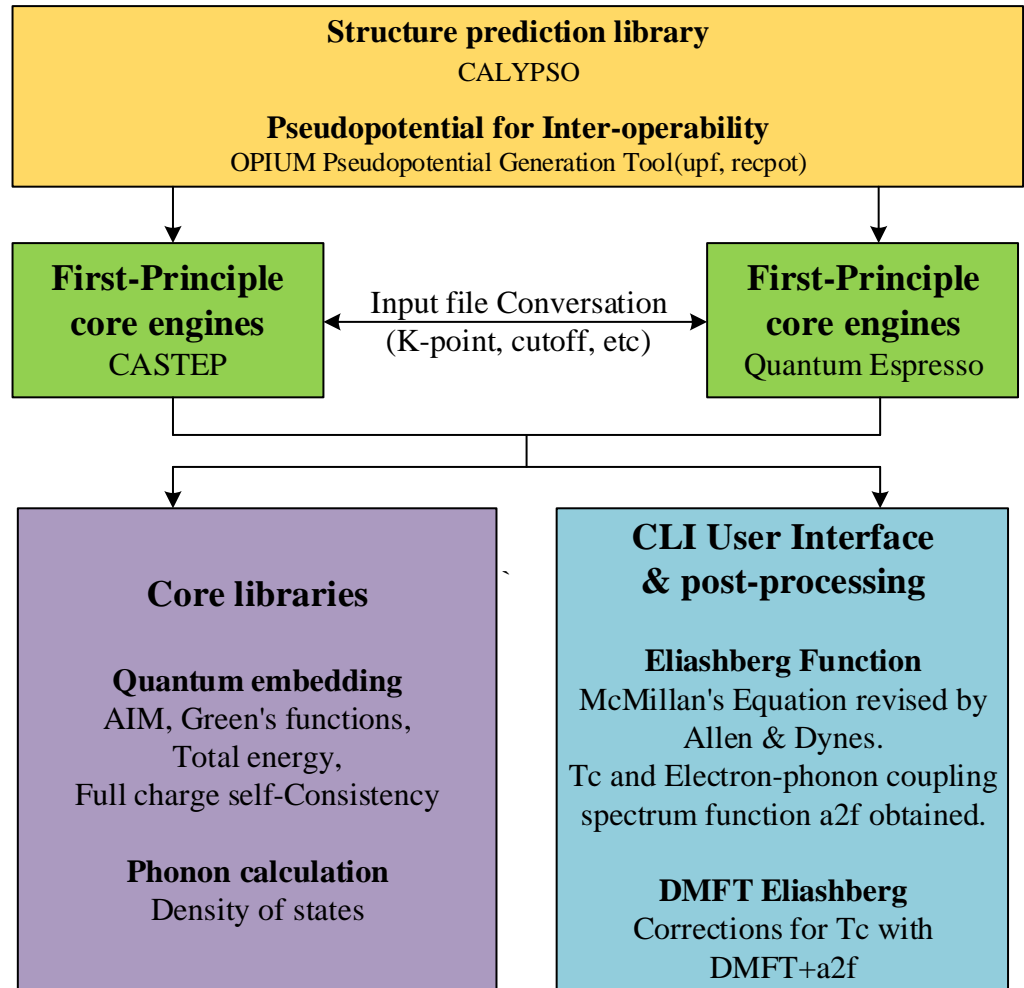 Structure prediction library
CALYPSO
Pseudopotential for Inter-operability
OPIUM Pseudopotential Generation Tool(upf, recpot)
First-Principle
core engines
CASTEP
Input file Conversation
(K-point, cutoff, etc)
First-Principle
core engines
Quantum Espresso
Core libraries
Quantum embedding
AIM, Green's functions,
Total energy,
Full charge self-Consistency
Phonon calculation
Density of states
`
CLI User Interface
& post-processing
Eliashberg Function
McMillan's Equation revised by
Allen & Dynes.
Tc and Electron-phonon coupling
spectrum function a2f obtained.
DMFT Eliashberg
Corrections for Tc with
DMFT+a2f